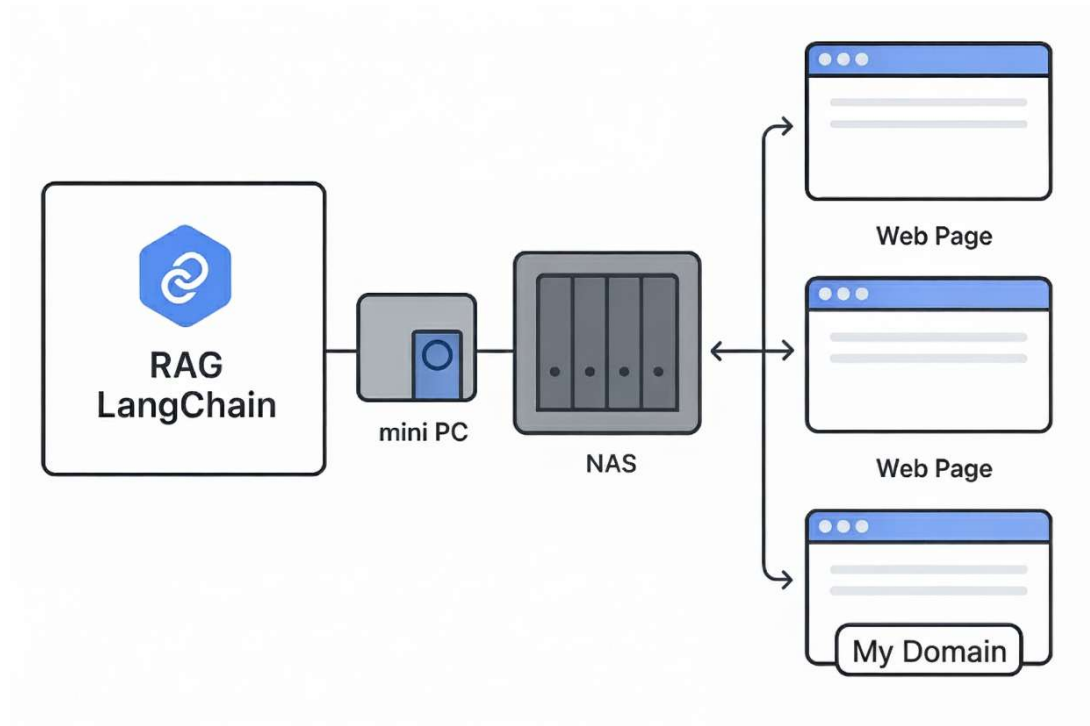 RAG
LangChain
mini PC
NAS
Web Page
Web Page
My Domain